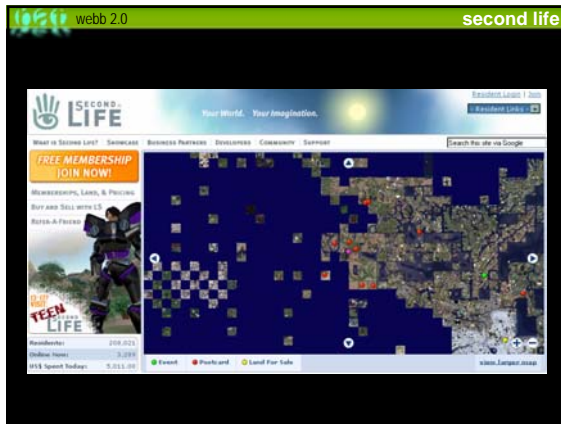 webb 2.0
second life
Resident Login | Join
Resident Links
SECOND LIFE
Your World. Your Imagination.
WHAT IS SECOND LIFE? SHOWCASE BUSINESS PARTNERS DEVELOPERS COMMUNITY SUPPORT
Search this site via Google
FREE MEMBERSHIP
JOIN NOW!
MEMBERSHIPS, LAND, & PRICING
BUY AND SELL WITH L$
REFER-A-FRIEND
TEEN
SECOND
LIFE
Residents:
Online Now: 3,299
US$ Spent Today:
Event Postcard Land For Sale
view larger map